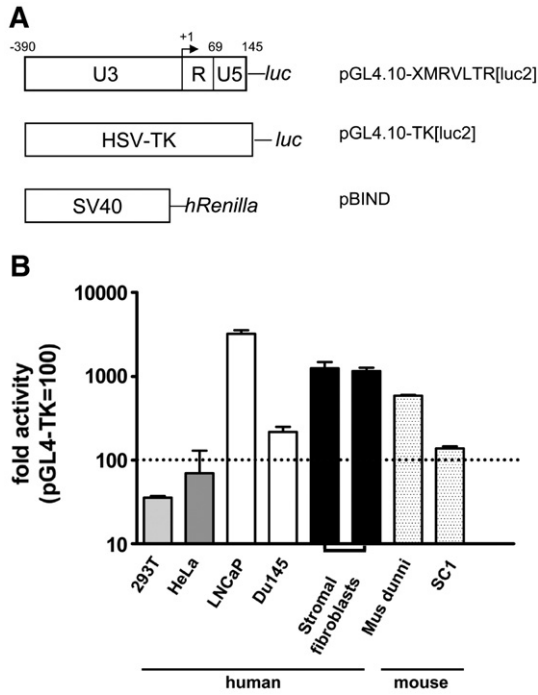 A
-390 +1 69 145
U3 R U5 luc pGL4.10-XMRVLTR[luc2]
HSV-TK luc pGL4.10-TK[luc2]
SV40 hRenilla pBIND
B
fold activity
(pGL4-TK=100)
10000
1000
100
10
293T
HeLa
LNCaP
Du145
Stromal
fibroblasts
Mus dunni
SC1
human mouse